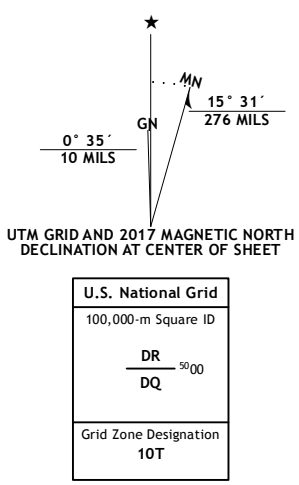 ★
MN
15° 31´
276 MILS
GN
0° 35´
10 MILS
UTM GRID AND 2017 MAGNETIC NORTH
DECLINATION AT CENTER OF SHEET
U.S. National Grid
100,000-m Square ID
DR
5000
DQ
Grid Zone Designation
10T